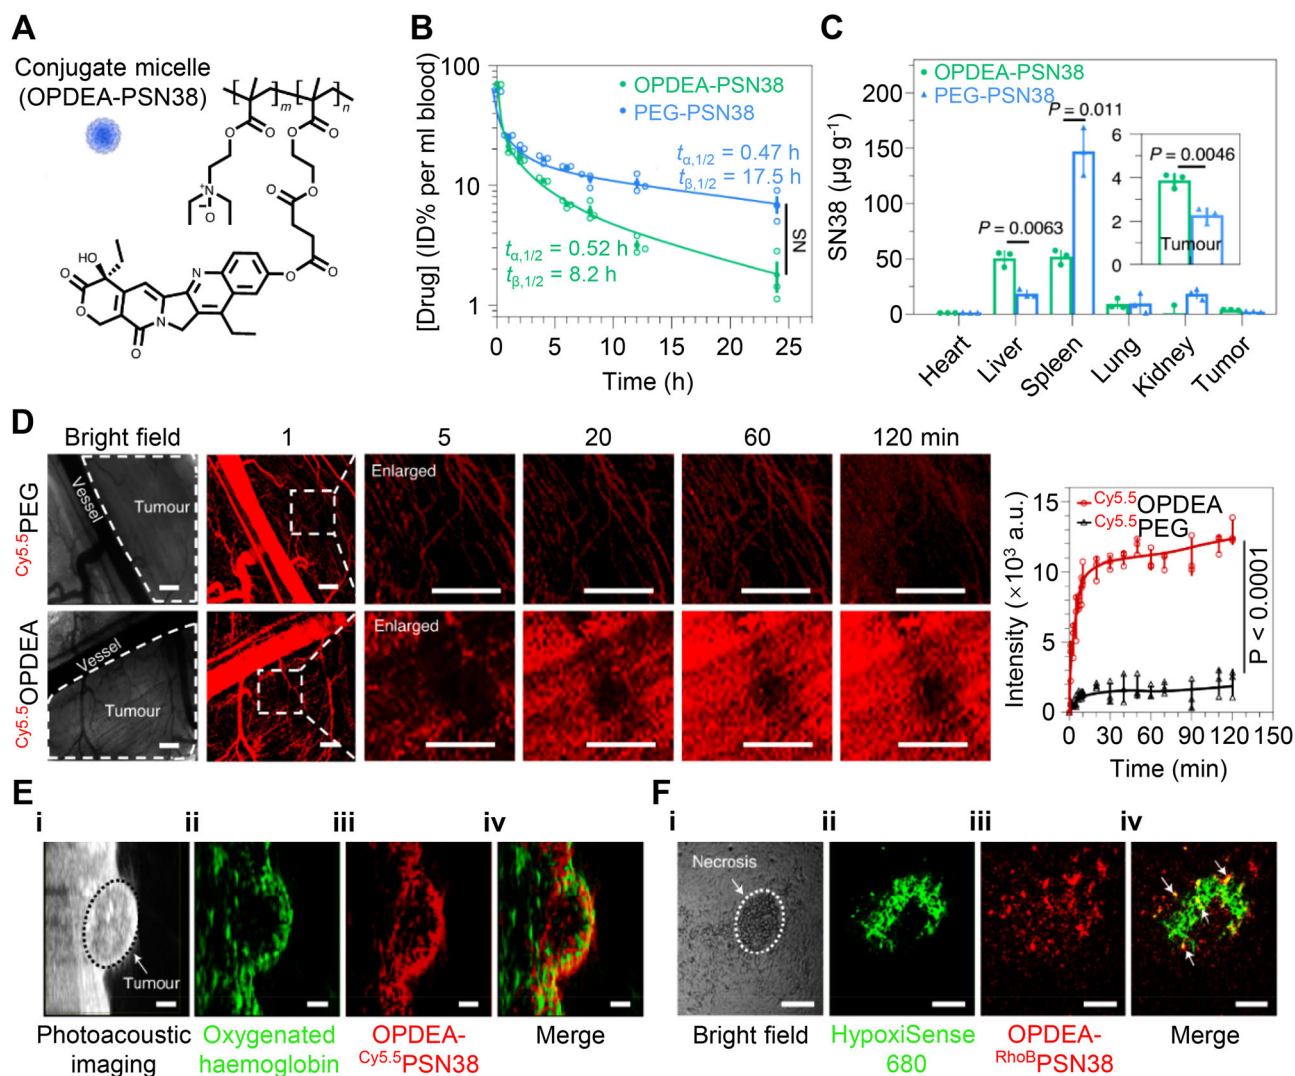 A
Conjugate micelle
(OPDEA-PSN38)
m
n
O
O
O
O
N
+
−
O
O
O
O
O
HO
O
O
N
N
O
B
[Drug] (ID% per ml blood)
100
10
1
OPDEA-PSN38
PEG-PSN38
tα,1/2 = 0.47 h
tβ,1/2 = 17.5 h
tα,1/2 = 0.52 h
tβ,1/2 = 8.2 h
SN
0 5 10 15 20 25
Time (h)
C
SN38 (µg g-1)
200
150
100
50
0
OPDEA-PSN38
PEG-PSN38
P = 0.011
P = 0.0063
6
4
2
0
P = 0.0046
Tumour
Heart
Liver
Spleen
Lung
Kidney
Tumor
D
Bright field 1 5 20 60 120 min
Cy5.5PEG
Vessel
Tumour
Enlarged
Cy5.5OPDEA
Vessel
Tumour
Enlarged
Intensity (×10³ a.u.)
15
10
5
0
Cy5.5OPDEA
Cy5.5PEG
P < 0.0001
0 30 60 90 120 150
Time (min)
E
i ii iii iv
Tumour
Photoacoustic
imaging
Oxygenated
haemoglobin
OPDEA-
Cy5.5PSN38
Merge
F
i ii iii iv
Necrosis
Bright field
HypoxiSense
680
OPDEA-
RhoBPSN38
Merge